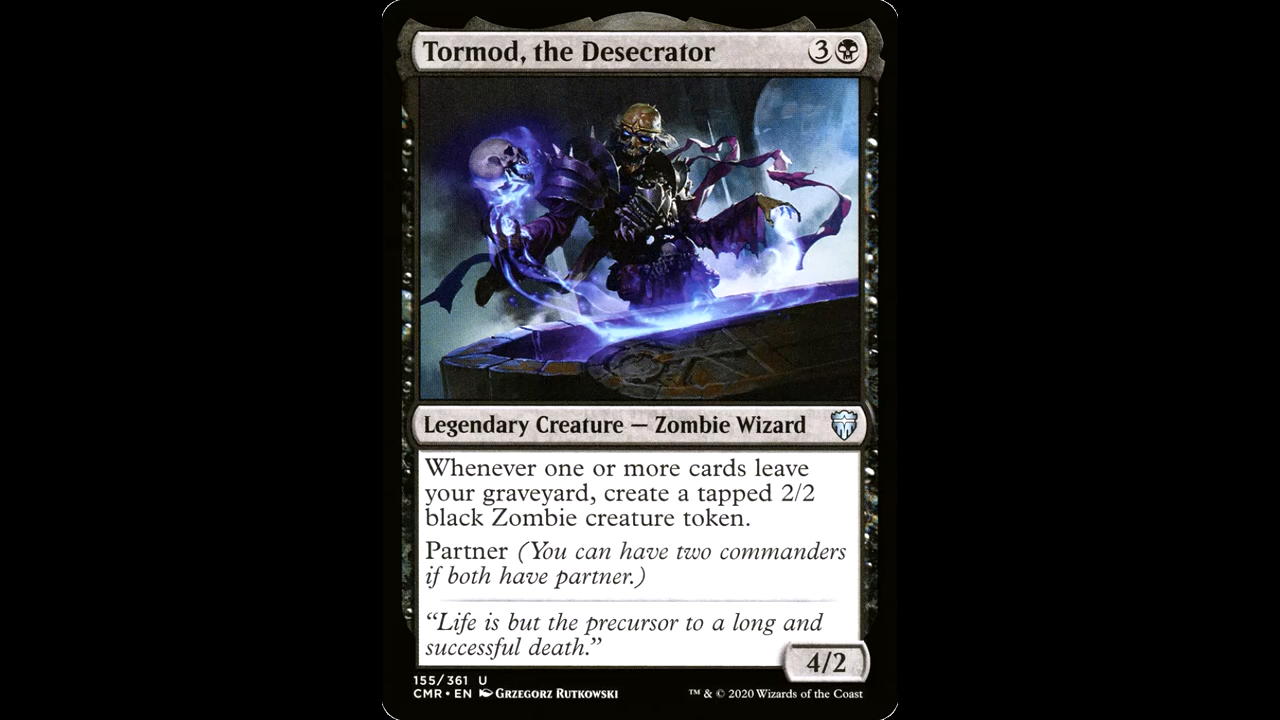 Tormod, the Desecrator 3
Legendary Creature — Zombie Wizard
Whenever one or more cards leave
your graveyard, create a tapped 2/2
black Zombie creature token.
Partner (You can have two commanders
if both have partner.)
“Life is but the precursor to a long and
successful death.”
4/2
155/361 U
CMR • EN Grzegorz Rutkowski
™ & © 2020 Wizards of the Coast